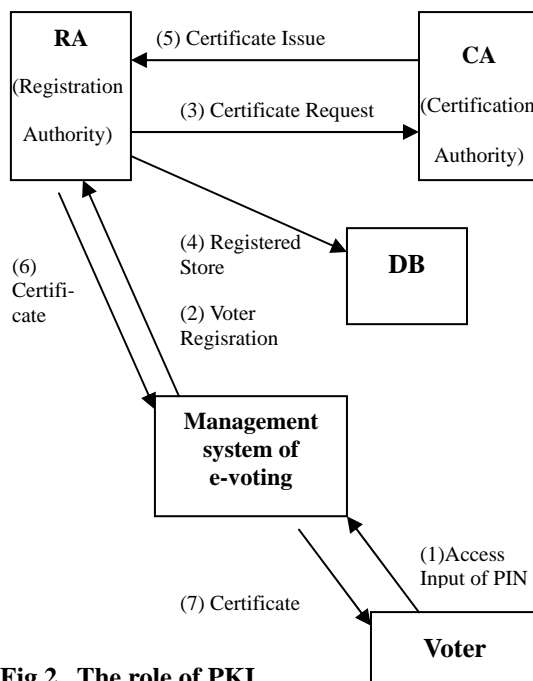 RA
(Registration
Authority)
(5) Certificate Issue
CA
(Certification
Authority)
(3) Certificate Request
(4) Registered
Store
DB
(6)
Certifi-
cate
(2) Voter
Regisration
Management
system of
e-voting
(1)Access
Input of PIN
(7) Certificate
Voter
Fig 2. The role of PKI